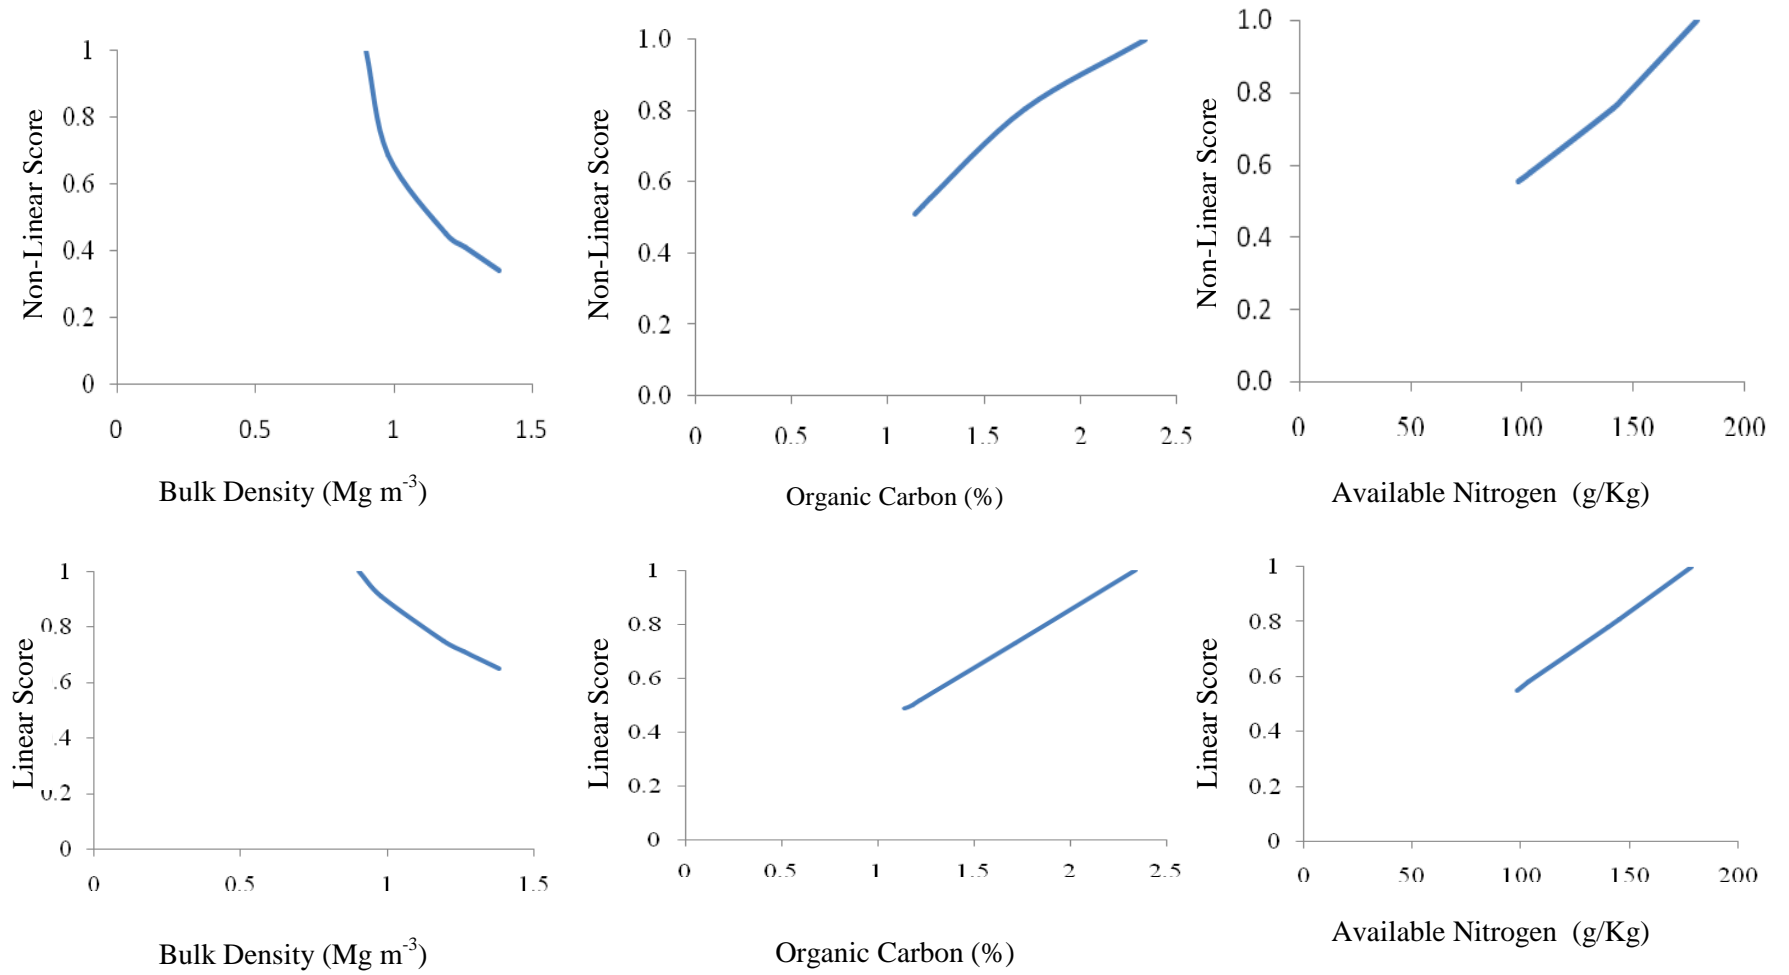 Non-Linear Score
1
0.8
0.6
0.4
0.2
0
0 0.5 1 1.5
Bulk Density (Mg m-3)
Non-Linear Score
1.0
0.8
0.6
0.4
0.2
0.0
0 0.5 1 1.5 2 2.5
Organic Carbon (%)
Non-Linear Score
1.0
0.8
0.6
0.4
0.2
0.0
0 50 100 150 200
Available Nitrogen (g/Kg)
Linear Score
1
0.8
.6
.4
0.2
0
0 0.5 1 1.5
Bulk Density (Mg m-3)
Linear Score
1
0.8
0.6
0.4
0.2
0
0 0.5 1 1.5 2 2.5
Organic Carbon (%)
Linear Score
1
0.8
0.6
0.4
0.2
0
0 50 100 150 200
Available Nitrogen (g/Kg)